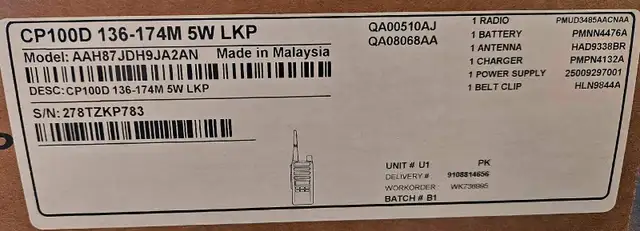 CP100D 136-174M 5W LKP
Model: AAH87JDH9JA2AN Made in Malaysia
DESC: CP100D 136-174M 5W LKP
S/N: 278TZKP783
QA00510AJ
QA08068AA
1 RADIO PMUD3485AACNAA
1 BATTERY PMNN4476A
1 ANTENNA HAD9338BR
1 CHARGER PMPN4132A
1 POWER SUPPLY 25009297001
1 BELT CLIP HLN9844A
UNIT # U1 PK
DELIVERY # 9108814656
WORKORDER WK736995
BATCH # B1